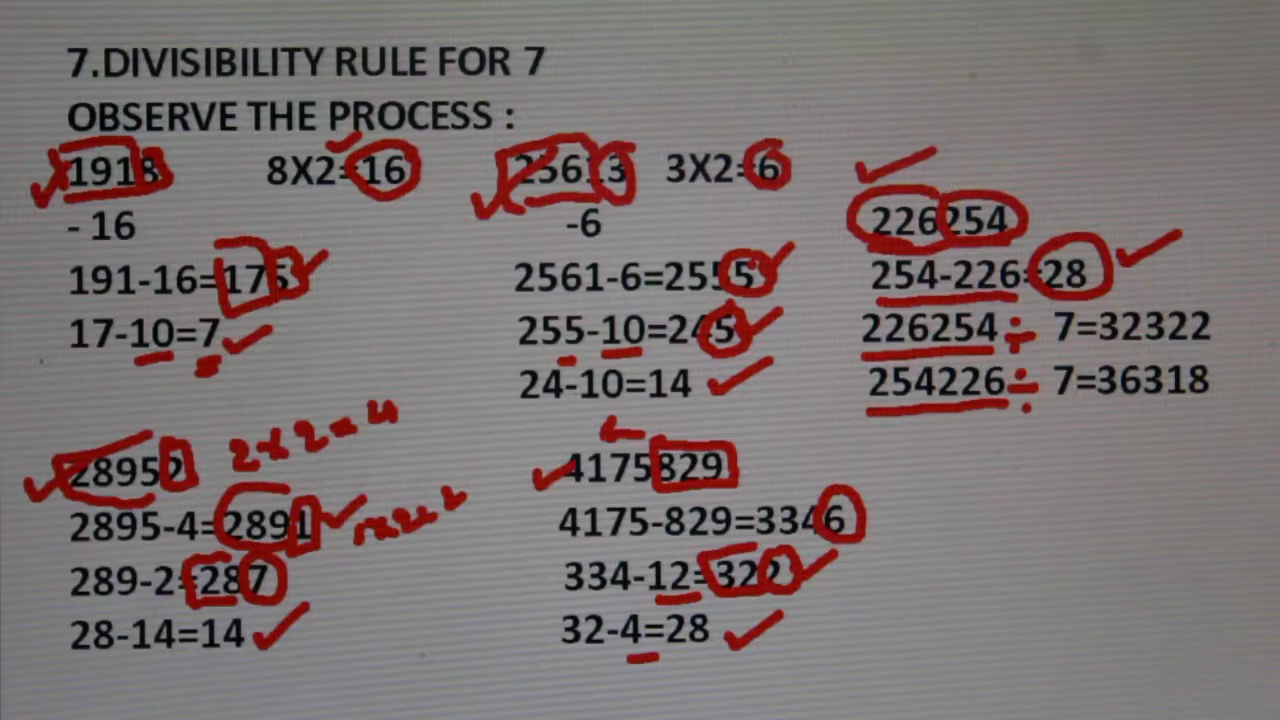 7.DIVISIBILITY RULE FOR 7
OBSERVE THE PROCESS :
1918 8X2=16
- 16
191-16=175
17-10=7
25613 3X2=6
-6
2561-6=2555
255-10=245
24-10=14
226254
254-226=28
226254 ÷ 7=32322
254226 ÷ 7=36318
28952 2x2=4
2895-4=2891 1x2=2
289-2=287
28-14=14
4175829
4175-829=3346
334-12=322
32-4=28